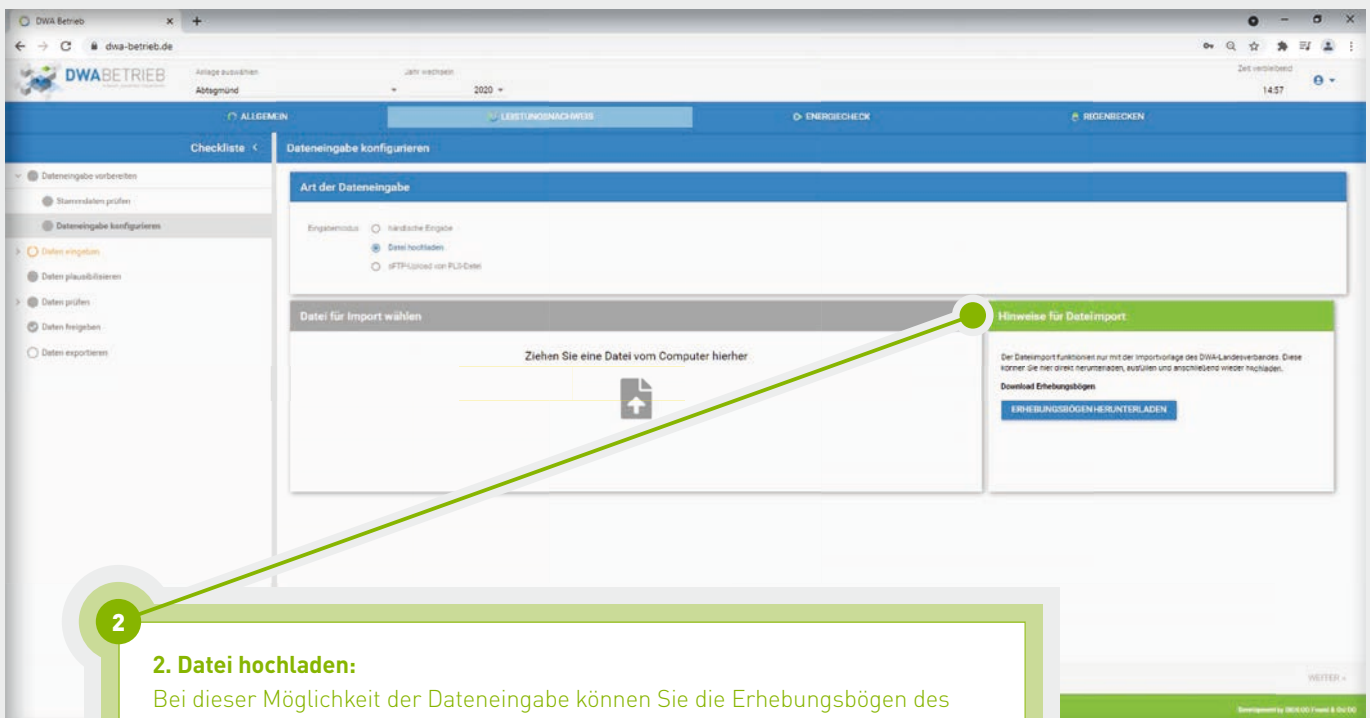 DWA Betrieb
dwa-betrieb.de
DWABETRIEB
Anlage auswählen
Abtsgmünd
Jahr wechseln
2020
Zeit verbleibend
14:57
ALLGEMEIN
LEISTUNGSNACHWEIS
ENERGIECHECK
REGENBECKEN
Checkliste
Dateneingabe vorbereiten
Stammdaten prüfen
Dateneingabe konfigurieren
Daten eingeben
Daten plausibilisieren
Daten prüfen
Daten freigeben
Daten exportieren
Dateneingabe konfigurieren
Art der Dateneingabe
Eingabemodus
händische Eingabe
Datei hochladen
sFTP-Upload von PLS-Datei
Datei für Import wählen
Ziehen Sie eine Datei vom Computer hierher
Hinweise für Dateiimport
Der Dateiimport funktioniert nur mit der Importvorlage des DWA-Landesverbandes. Diese
können Sie hier direkt herunterladen, ausfüllen und anschließend wieder hochladen.
Download Erhebungsbögen
ERHEBUNGSBÖGEN HERUNTERLADEN
WEITER »
2
2. Datei hochladen:
Bei dieser Möglichkeit der Dateneingabe können Sie die Erhebungsbögen des